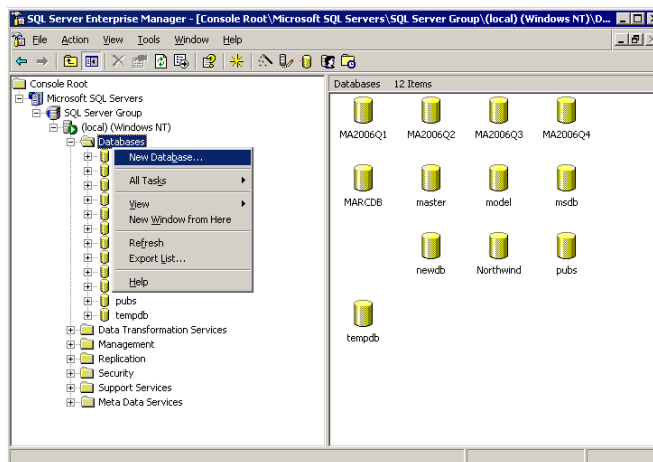 SQL Server Enterprise Manager - [Console Root\Microsoft SQL Servers\SQL Server Group\(local) (Windows NT)\D...
File Action View Tools Window Help
Console Root
Microsoft SQL Servers
SQL Server Group
(local) (Windows NT)
Databases
New Database...
All Tasks
View
New Window from Here
Refresh
Export List...
Help
pubs
tempdb
Data Transformation Services
Management
Replication
Security
Support Services
Meta Data Services
Databases 12 Items
MA2006Q1 MA2006Q2 MA2006Q3 MA2006Q4
MARCDB master model msdb
newdb Northwind pubs
tempdb